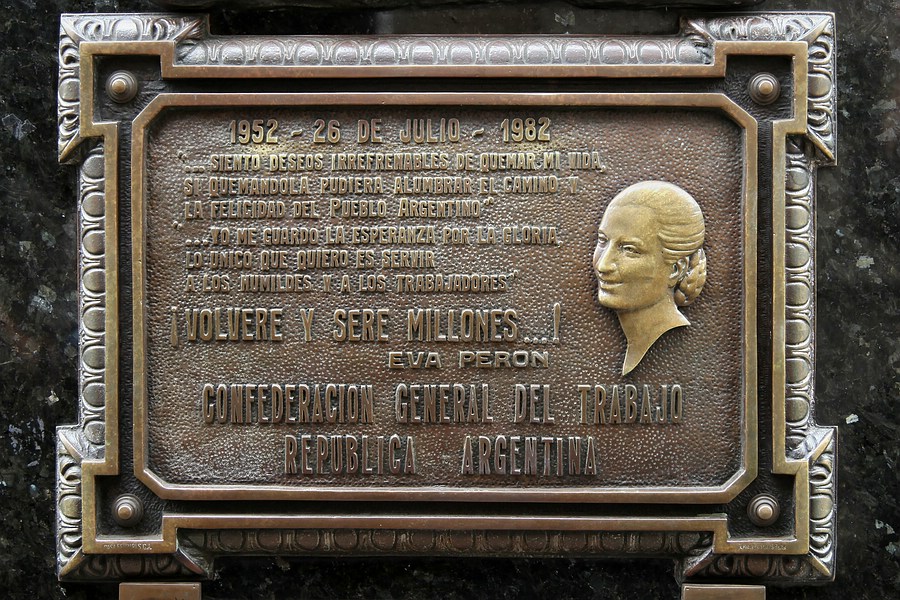 1952 - 26 DE JULIO - 1982
"...SIENTO DESEOS IRREFRENABLES DE QUEMAR MI VIDA,
SI QUEMANDOLA PUDIERA ALUMBRAR EL CAMINO Y
LA FELICIDAD DEL PUEBLO ARGENTINO"
"...YO ME GUARDO LA ESPERANZA POR LA GLORIA,
LO UNICO QUE QUIERO ES SERVIR
A LOS HUMILDES Y A LOS TRABAJADORES"
¡VOLVERE Y SERE MILLONES...!
EVA PERON
CONFEDERACION GENERAL DEL TRABAJO
REPUBLICA ARGENTINA